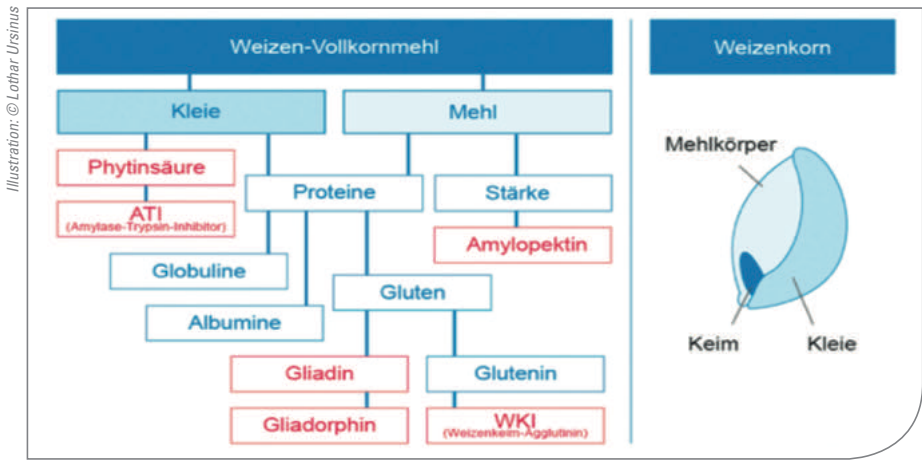 Illustration: © Lothar Ursinus
Weizen-Vollkornmehl
Weizenkorn
Kleie
Mehl
Phytinsäure
ATI
(Amylase-Trypsin-Inhibitor)
Proteine
Stärke
Amylopektin
Globuline
Gluten
Albumine
Gliadin
Glutenin
Gliadorphin
WKI
(Weizenkeim-Agglutinin)
Mehlkörper
Keim
Kleie